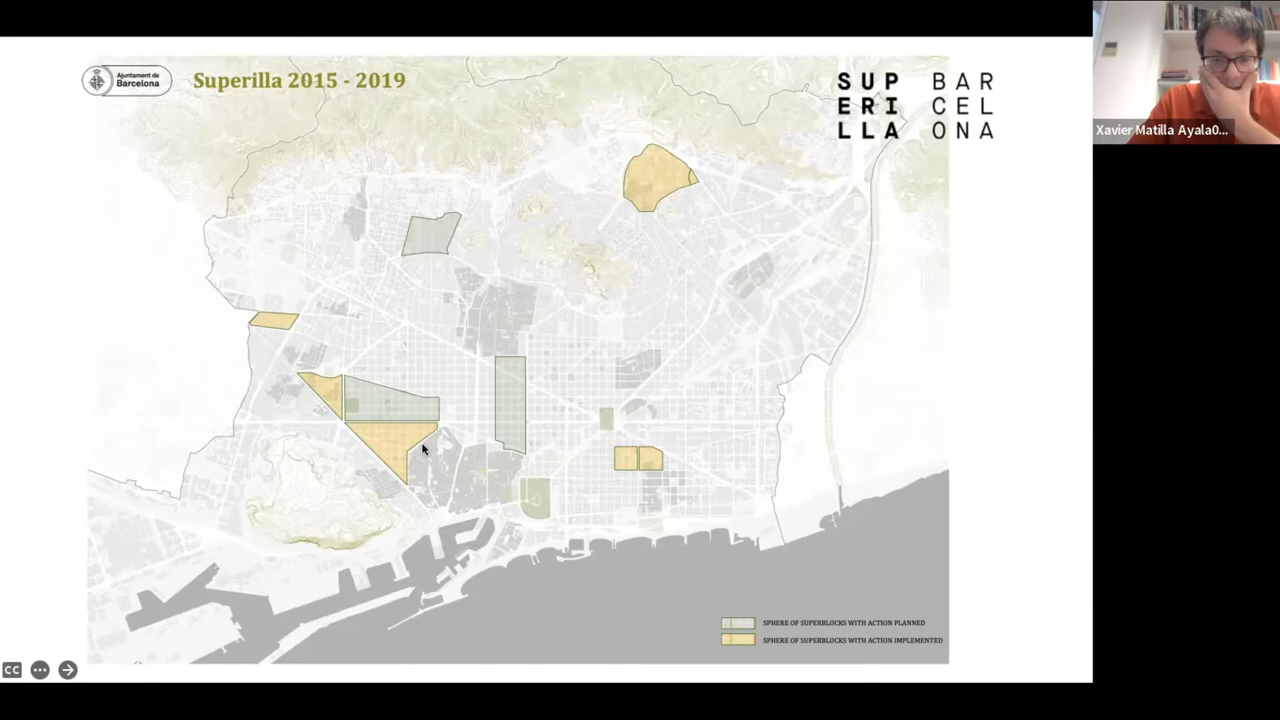 Ajuntament de
Barcelona
Superilla 2015 - 2019
SUP BAR
ERI CEL
LLA ONA
Xavier Matilla Ayala0...
SPHERE OF SUPERBLOCKS WITH ACTION PLANNED
SPHERE OF SUPERBLOCKS WITH ACTION IMPLEMENTED
CC